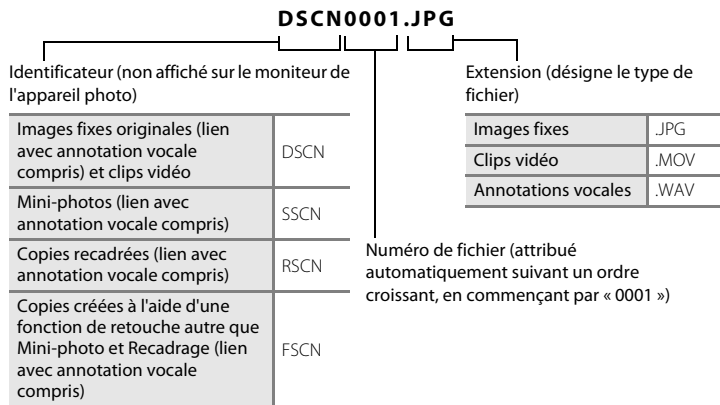 DSCN0001.JPG
Identificateur (non affiché sur le moniteur de
l'appareil photo)
Images fixes originales (lien
avec annotation vocale
compris) et clips vidéo
DSCN
Mini-photos (lien avec
annotation vocale compris)
SSCN
Copies recadrées (lien avec
annotation vocale compris)
RSCN
Copies créées à l'aide d'une
fonction de retouche autre que
Mini-photo et Recadrage (lien
avec annotation vocale
compris)
FSCN
Extension (désigne le type de
fichier)
Images fixes .JPG
Clips vidéo .MOV
Annotations vocales .WAV
Numéro de fichier (attribué
automatiquement suivant un ordre
croissant, en commençant par « 0001 »)